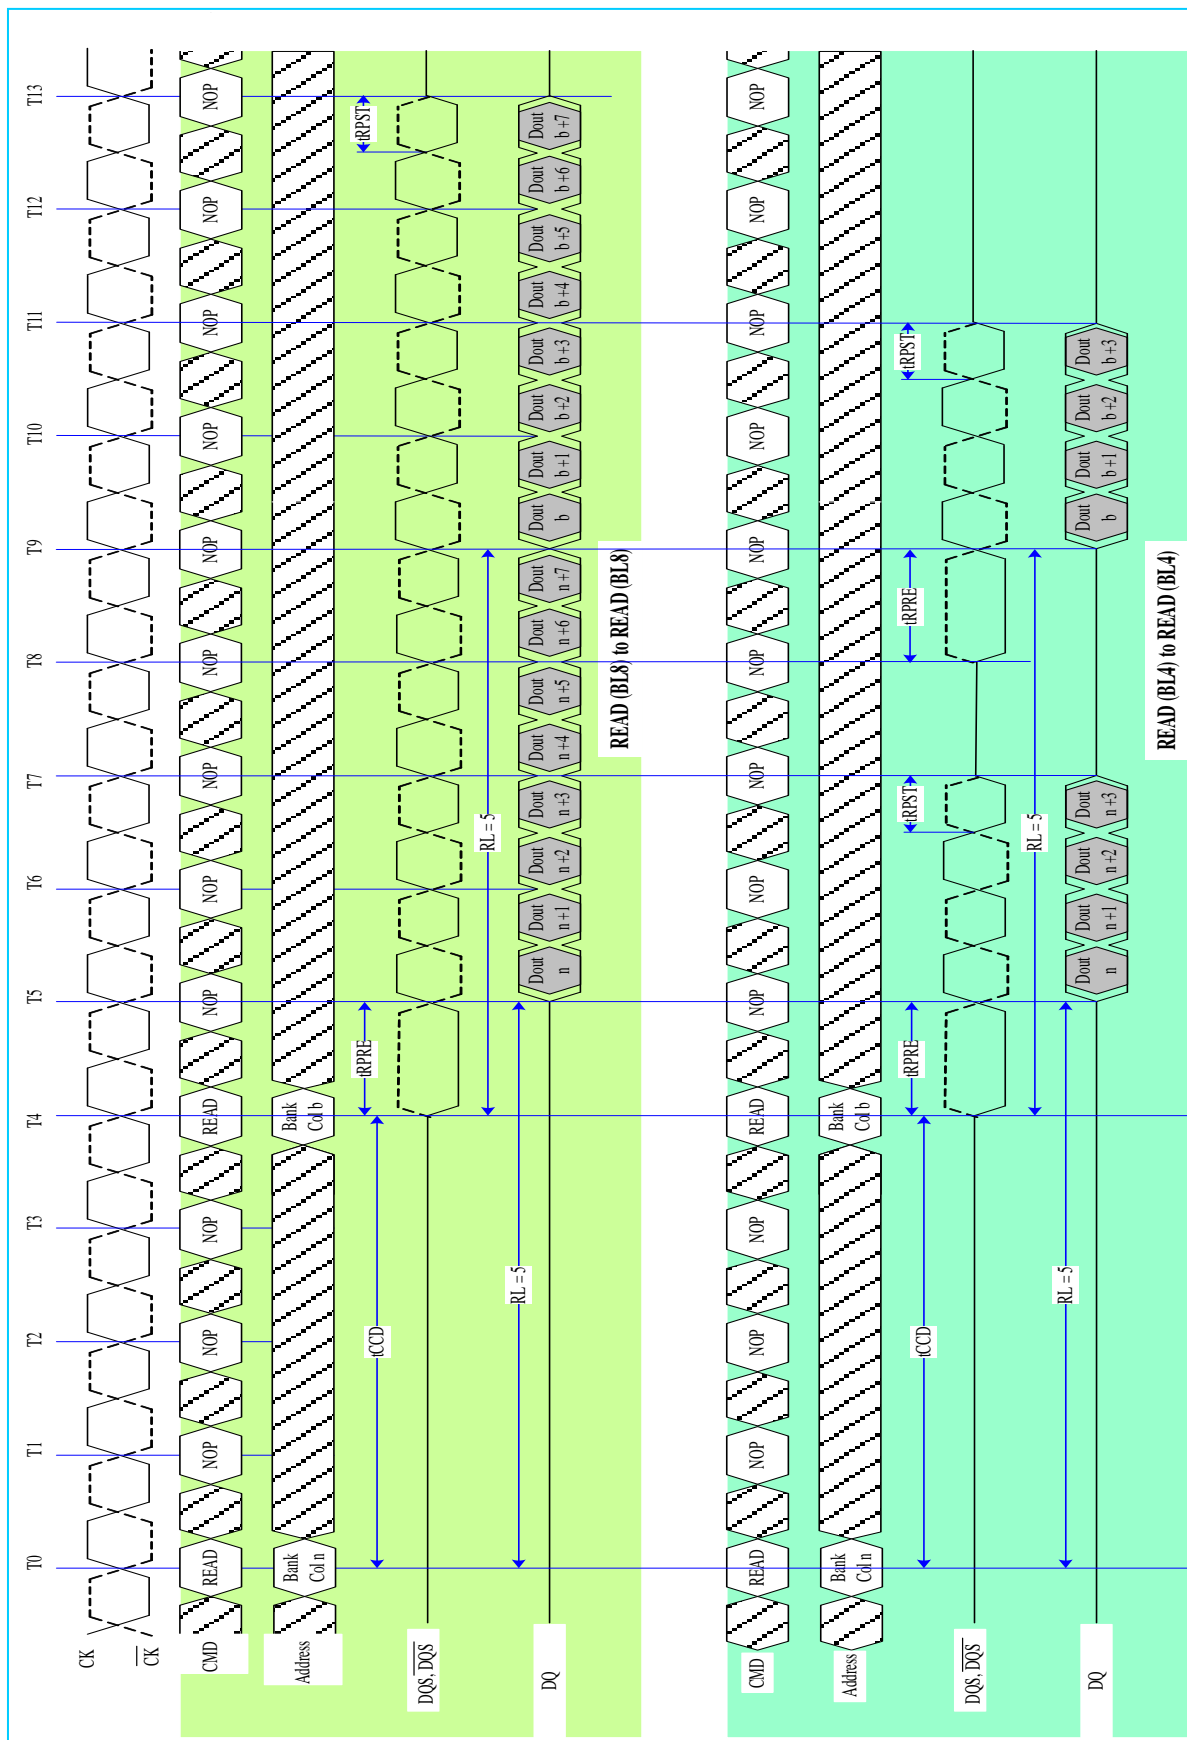 T0 T1 T2 T3 T4 T5 T6 T7 T8 T9 T10 T11 T12 T13
CK
CK
CMD READ NOP NOP NOP READ NOP NOP NOP NOP NOP NOP NOP NOP NOP
Address Bank Col n Bank Col b
tCCD tRPRE tRPST
DQS, DQS
RL = 5
DQ Dout n Dout n +1 Dout n +2 Dout n +3 Dout n +4 Dout n +5 Dout n +6 Dout n +7 Dout b Dout b +1 Dout b +2 Dout b +3 Dout b +4 Dout b +5 Dout b +6 Dout b +7
RL = 5
READ (BL8) to READ (BL8)
CMD READ NOP NOP NOP READ NOP NOP NOP NOP NOP NOP NOP NOP NOP
Address Bank Col n Bank Col b
tCCD tRPRE tRPST tRPRE tRPST
DQS, DQS
RL = 5
DQ Dout n Dout n +1 Dout n +2 Dout n +3 Dout b Dout b +1 Dout b +2 Dout b +3
RL = 5
READ (BL4) to READ (BL4)